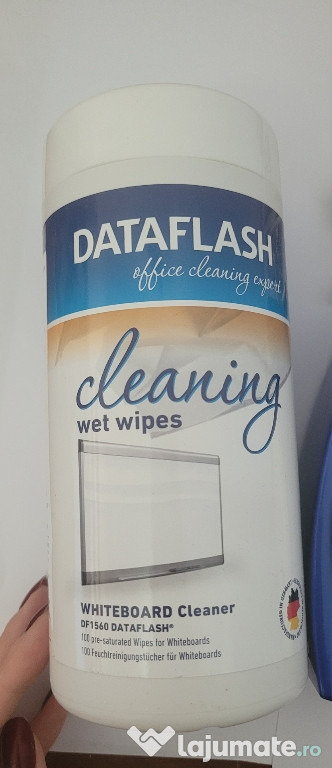 DATAFLASH
office cleaning expert
cleaning
wet wipes
WHITEBOARD Cleaner
DF1560 DATAFLASH®
100 pre-saturated Wipes for Whiteboards
100 Feuchtreinigungstücher für Whiteboards
lajumate.ro